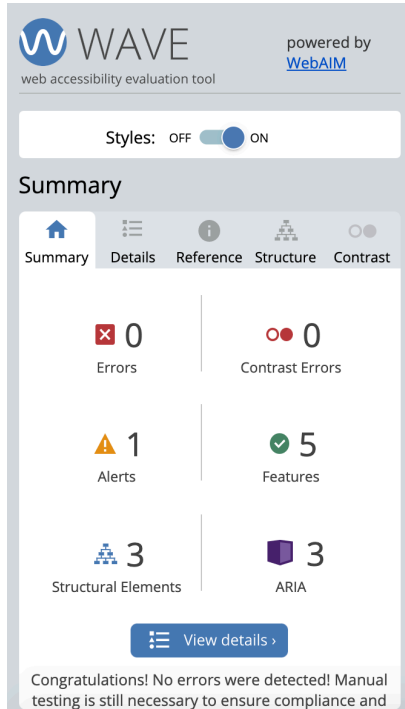 WAVE
web accessibility evaluation tool
powered by
WebAIM
Styles: OFF ON
Summary
Summary Details Reference Structure Contrast
0
Errors
0
Contrast Errors
1
Alerts
5
Features
3
Structural Elements
3
ARIA
View details ›
Congratulations! No errors were detected! Manual
testing is still necessary to ensure compliance and